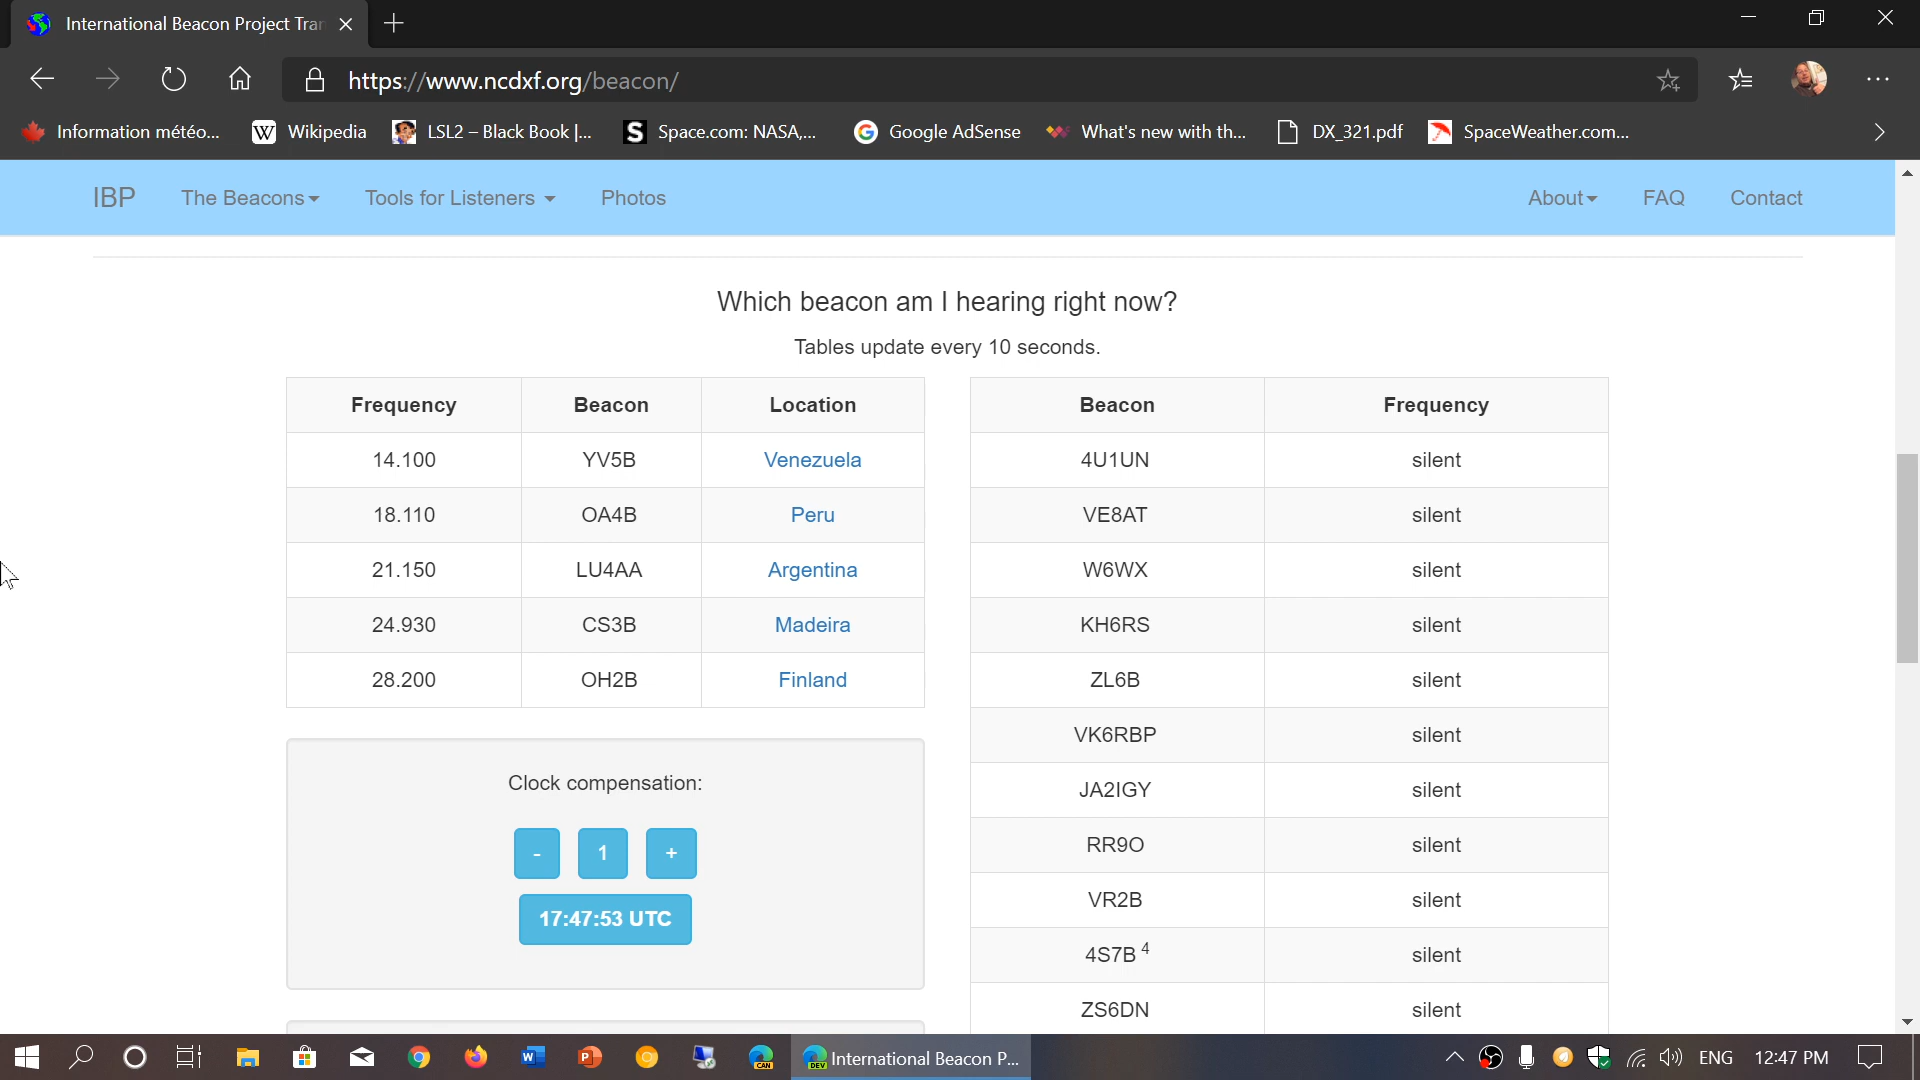 International Beacon Project Tran
https://www.ncdxf.org/beacon/
Information météo...
W Wikipedia
LSL2 – Black Book |...
S Space.com: NASA,...
G Google AdSense
What's new with th...
DX_321.pdf
SpaceWeather.com...
IBP The Beacons Tools for Listeners Photos About FAQ Contact
Which beacon am I hearing right now?
Tables update every 10 seconds.
Frequency Beacon Location
14.100 YV5B Venezuela
18.110 OA4B Peru
21.150 LU4AA Argentina
24.930 CS3B Madeira
28.200 OH2B Finland
Clock compensation:
- 1 +
17:47:53 UTC
Beacon Frequency
4U1UN silent
VE8AT silent
W6WX silent
KH6RS silent
ZL6B silent
VK6RBP silent
JA2IGY silent
RR9O silent
VR2B silent
4S7B 4 silent
ZS6DN silent
W P CAN DEV International Beacon P... ENG 12:47 PM